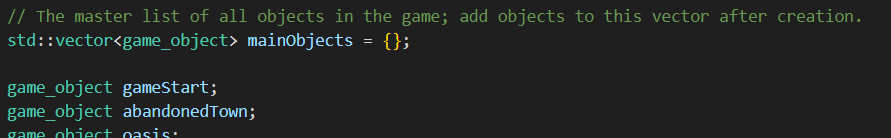 // The master list of all objects in the game; add objects to this vector after creation.
std::vector<game_object> mainObjects = {};
game_object gameStart;
game_object abandonedTown;
game_object oasis;